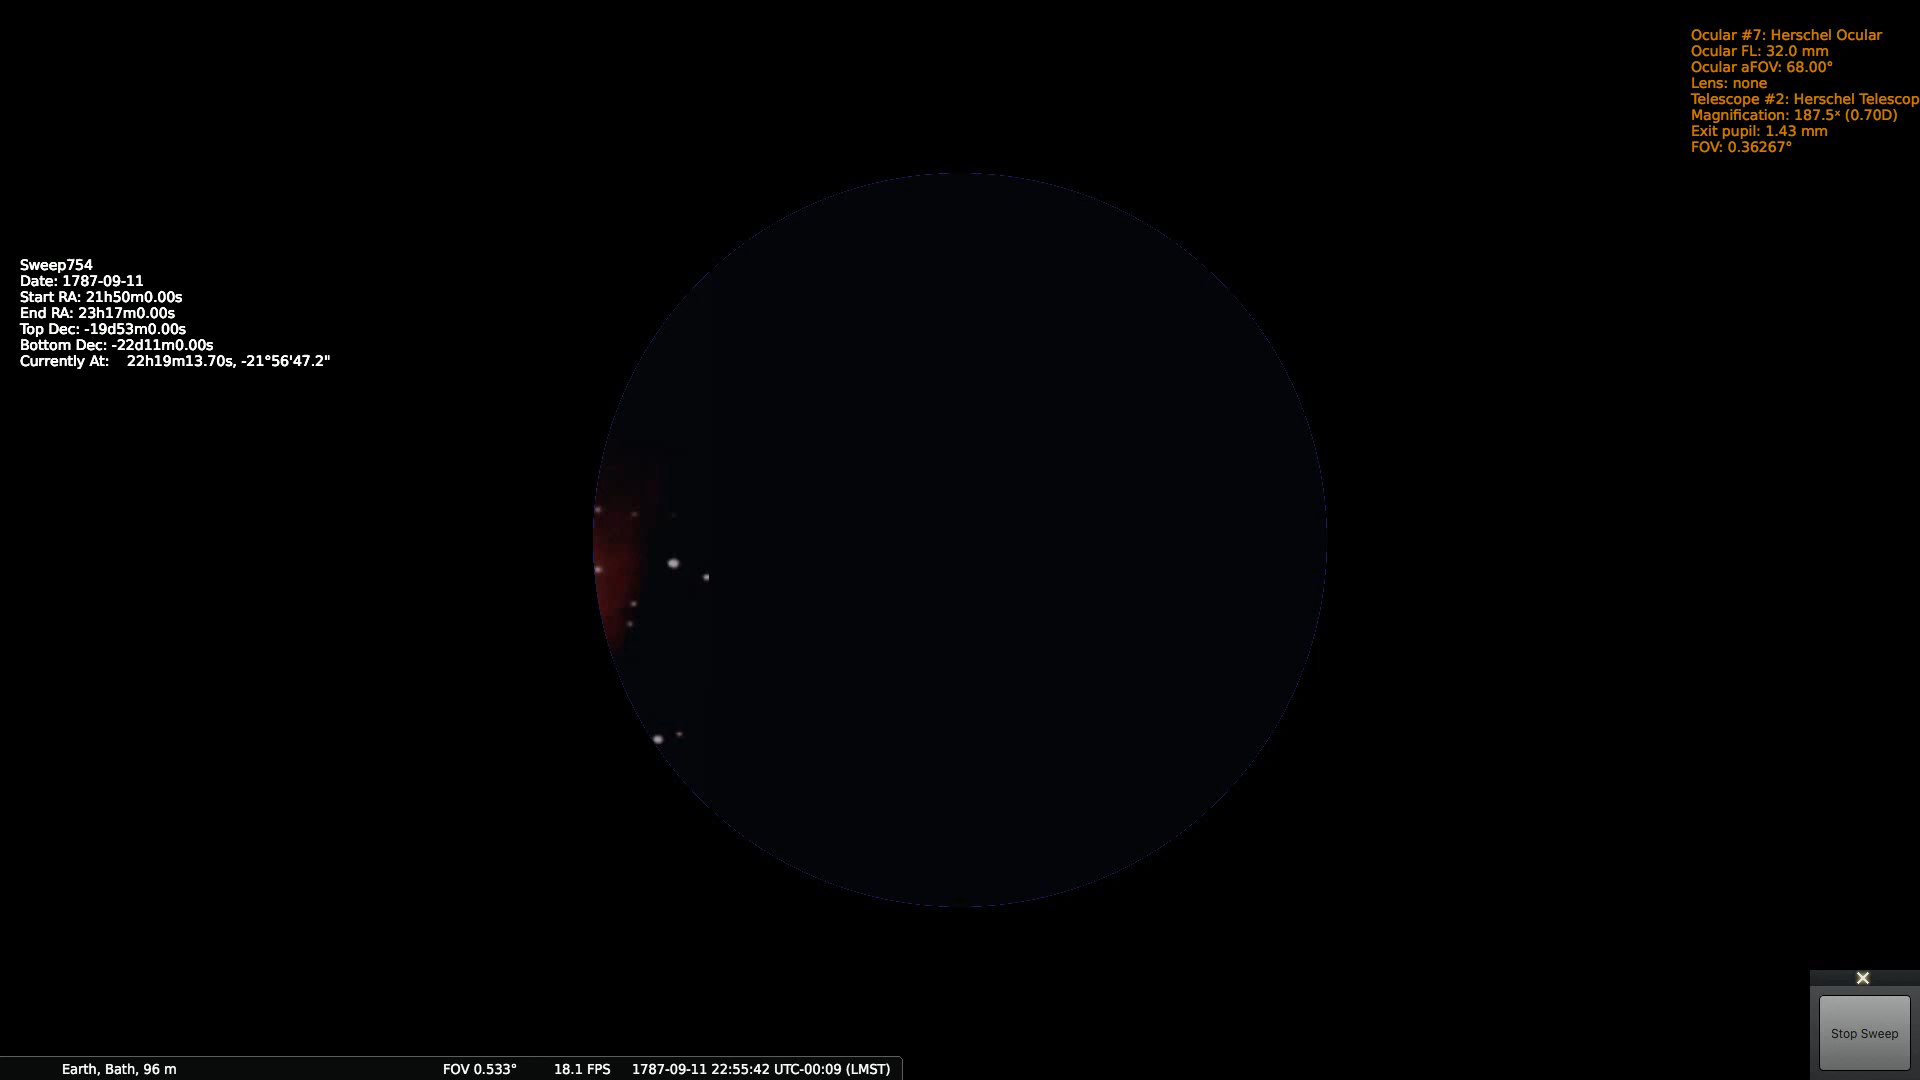 Ocular #7: Herschel Ocular
Ocular FL: 32.0 mm
Ocular aFOV: 68.00°
Lens: none
Telescope #2: Herschel Telescop
Magnification: 187.5ˣ (0.70D)
Exit pupil: 1.43 mm
FOV: 0.36267°
Sweep754
Date: 1787-09-11
Start RA: 21h50m0.00s
End RA: 23h17m0.00s
Top Dec: -19d53m0.00s
Bottom Dec: -22d11m0.00s
Currently At: 22h19m13.70s, -21°56'47.2"
Stop Sweep
Earth, Bath, 96 m FOV 0.533° 18.1 FPS 1787-09-11 22:55:42 UTC-00:09 (LMST)